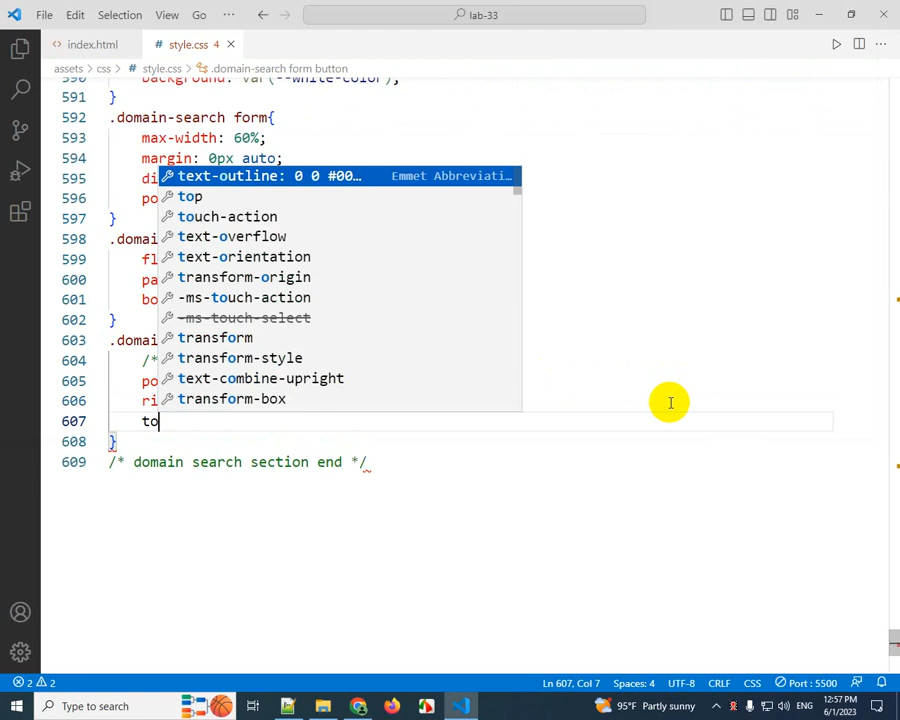 File Edit Selection View Go ··· lab-33
index.html
style.css 4
assets > css > style.css > .domain-search form button
590 background: var(--white-color);
591 }
592 .domain-search form{
593 max-width: 60%;
594 margin: 0px auto;
595 di
596 po
597 }
598 .domai
599 fl
600 pa
601 bo
602 }
603 .domai
604 /*
605 po
606 ri
607 to
608 }
609 /* domain search section end */
text-outline: 0 0 #00… Emmet Abbreviati…
top
touch-action
text-overflow
text-orientation
transform-origin
-ms-touch-action
-ms-touch-select
transform
transform-style
text-combine-upright
transform-box
2 2 Ln 607, Col 7 Spaces: 4 UTF-8 CRLF CSS Port : 5500
Type here to search
95°F Partly sunny
ENG
12:57 PM
6/1/2023